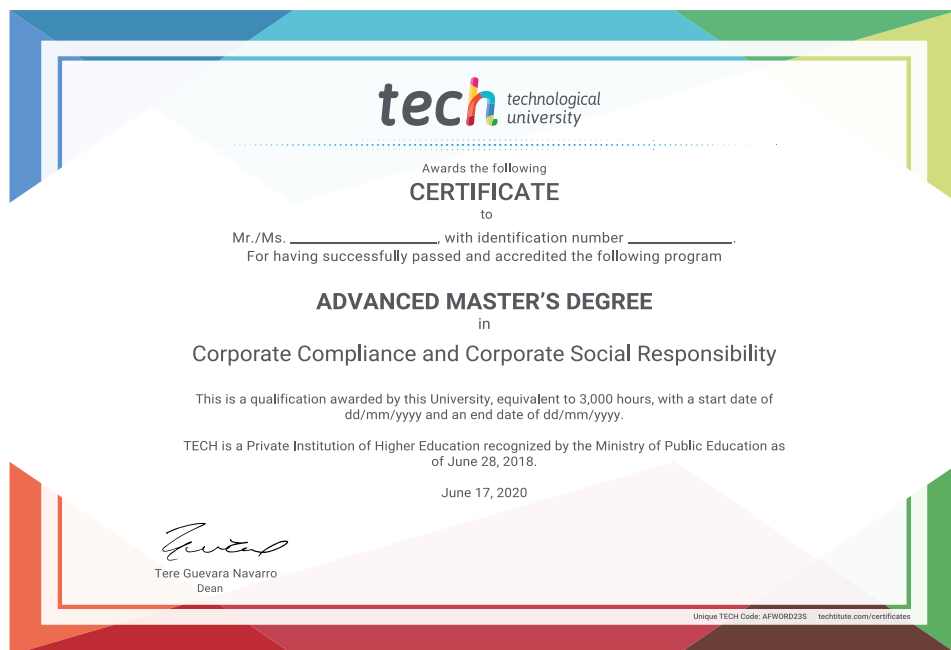 tech technological
university
Awards the following
CERTIFICATE
to
Mr./Ms. ____________, with identification number ____________.
For having successfully passed and accredited the following program
ADVANCED MASTER'S DEGREE
in
Corporate Compliance and Corporate Social Responsibility
This is a qualification awarded by this University, equivalent to 3,000 hours, with a start date of
dd/mm/yyyy and an end date of dd/mm/yyyy.
TECH is a Private Institution of Higher Education recognized by the Ministry of Public Education as
of June 28, 2018.
June 17, 2020
Tere Guevara Navarro
Dean
Unique TECH Code: AFWORD23S techtitute.com/certificates